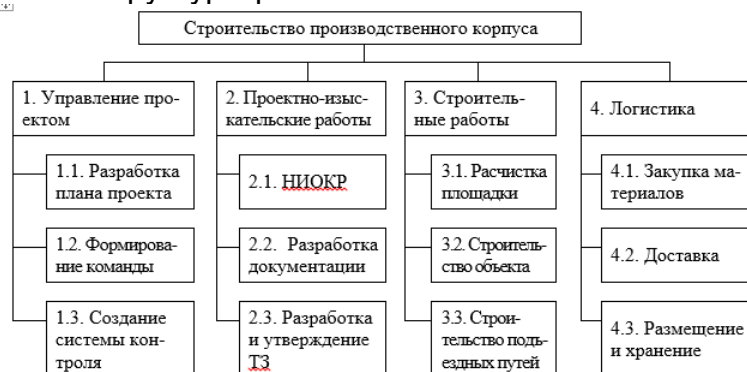 Строительство производственного корпуса
1. Управление про-
ектом
2. Проектно-изыс-
кательские работы
3. Строитель-
ные работы
4. Логистика
1.1. Разработка
плана проекта
2.1. НИОКР
3.1. Расчистка
площадки
4.1. Закупка ма-
териалов
1.2. Формирова-
ние команды
2.2. Разработка
документации
3.2. Строитель-
ство объекта
4.2. Доставка
1.3. Создание
системы кон-
троля
2.3. Разработка
и утверждение
ТЗ
3.3. Строи-
тельство подъ-
ездных путей
4.3. Размещение
и хранение